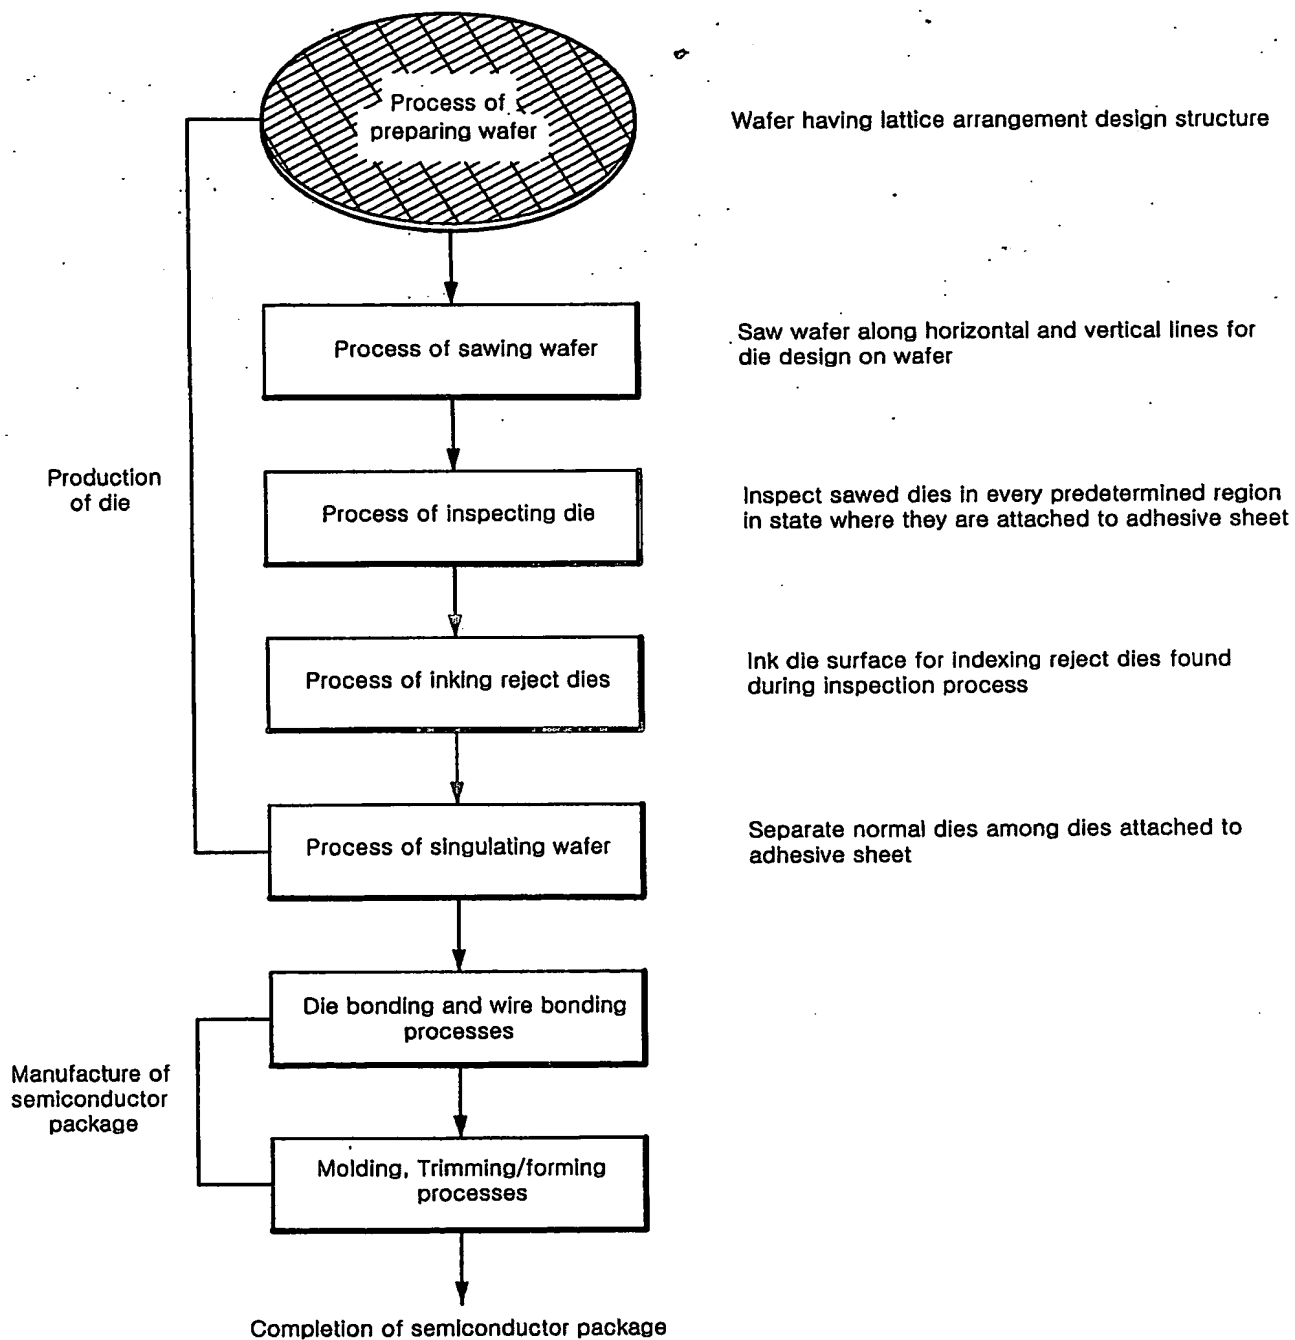 Process of
preparing wafer
Wafer having lattice arrangement design structure
Process of sawing wafer
Saw wafer along horizontal and vertical lines for
die design on wafer
Production
of die
Process of inspecting die
Inspect sawed dies in every predetermined region
in state where they are attached to adhesive sheet
Process of inking reject dies
Ink die surface for indexing reject dies found
during inspection process
Process of singulating wafer
Separate normal dies among dies attached to
adhesive sheet
Die bonding and wire bonding
processes
Manufacture of
semiconductor
package
Molding, Trimming/forming
processes
Completion of semiconductor package